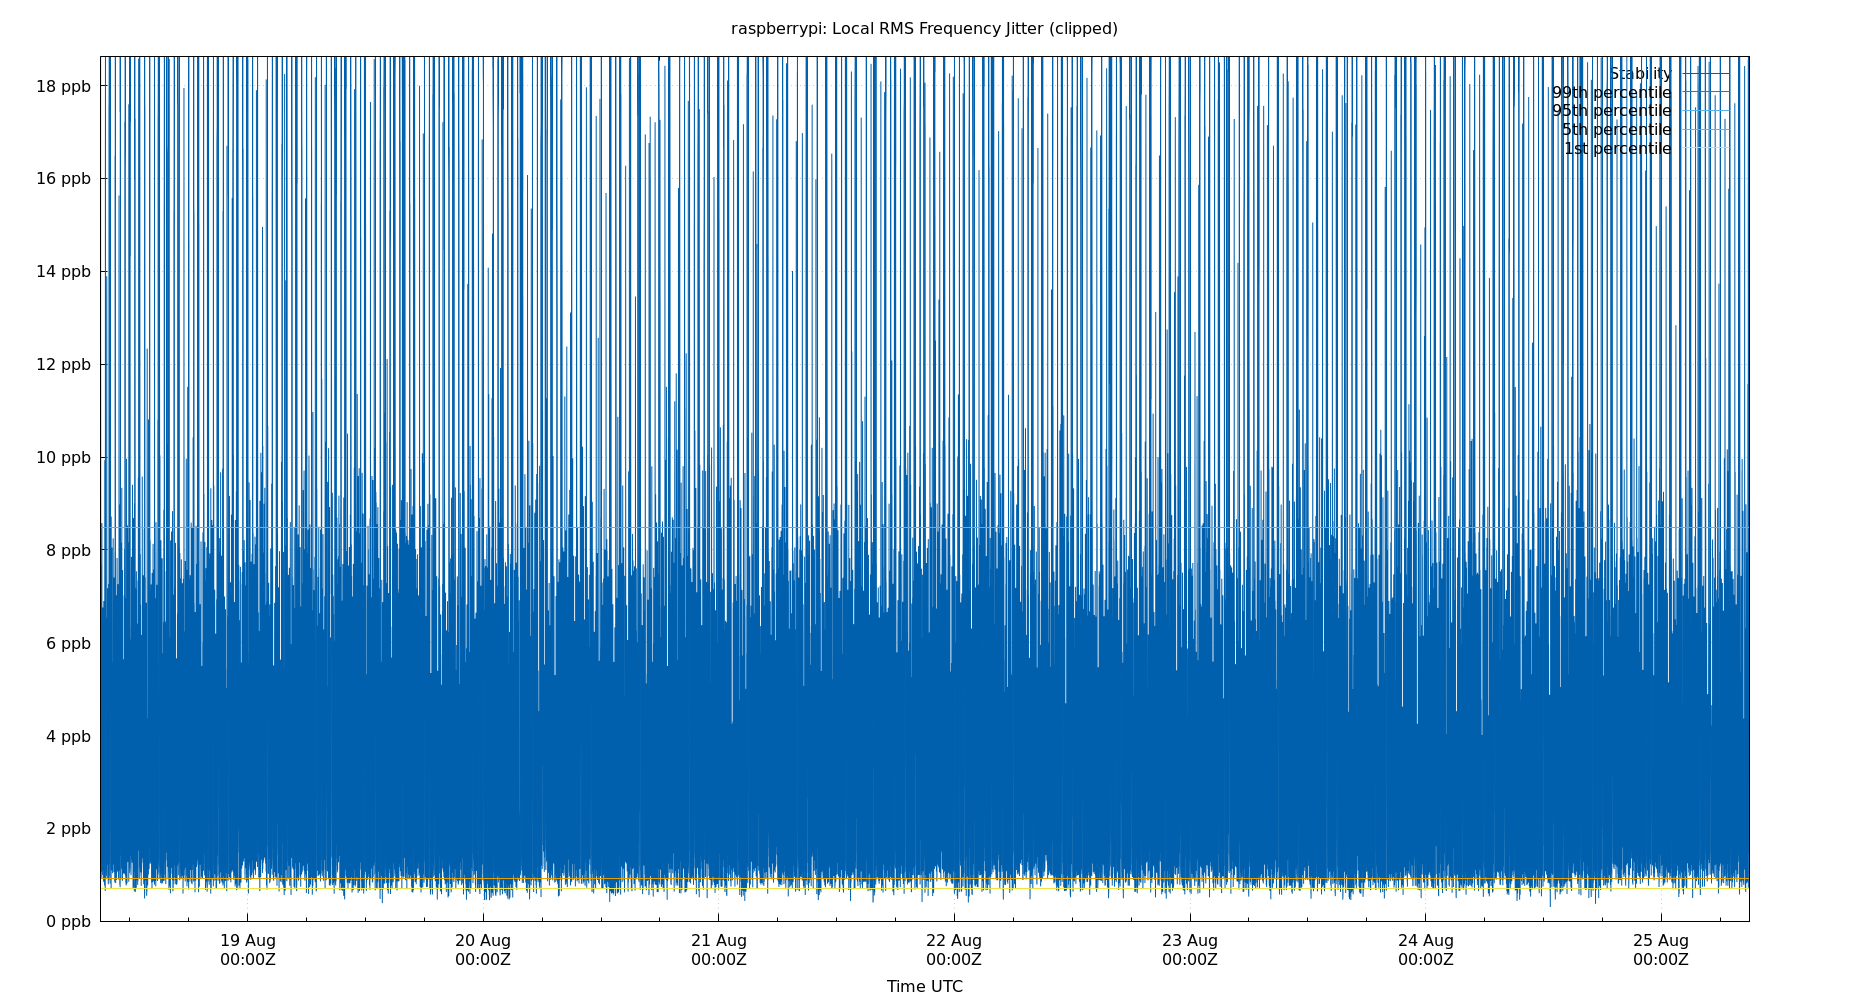 raspberrypi: Local RMS Frequency Jitter (clipped)
18 ppb
16 ppb
14 ppb
12 ppb
10 ppb
8 ppb
6 ppb
4 ppb
2 ppb
0 ppb
Stability
99th percentile
95th percentile
5th percentile
1st percentile
19 Aug
00:00Z
20 Aug
00:00Z
21 Aug
00:00Z
22 Aug
00:00Z
23 Aug
00:00Z
24 Aug
00:00Z
25 Aug
00:00Z
Time UTC